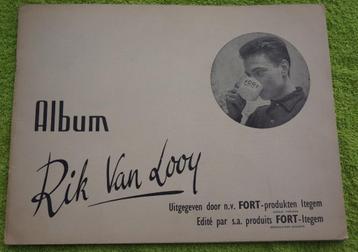 Album
Rik Van Looy
Uitgegeven door n.v. FORT-produkten Itegem
Edité par s.a. produits FORT-Itegem